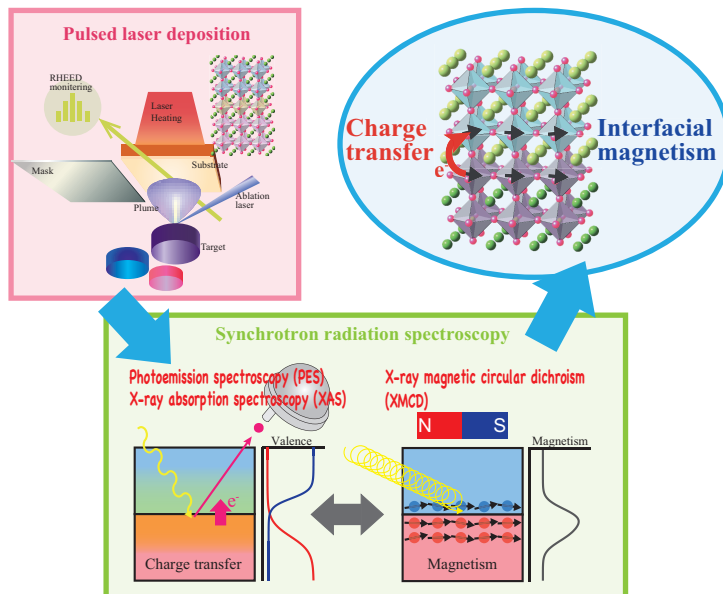 Pulsed laser deposition
RHEED
monitering
Laser
Heating
Substrate
Mask
Plume
Ablation
laser
Target
Charge
transfer
e-
Interfacial
magnetism
Synchrotron radiation spectroscopy
Photoemission spectroscopy (PES)
X-ray absorption spectroscopy (XAS)
Valence
e-
Charge transfer
X-ray magnetic circular dichroism
(XMCD)
N S
Magnetism
Magnetism